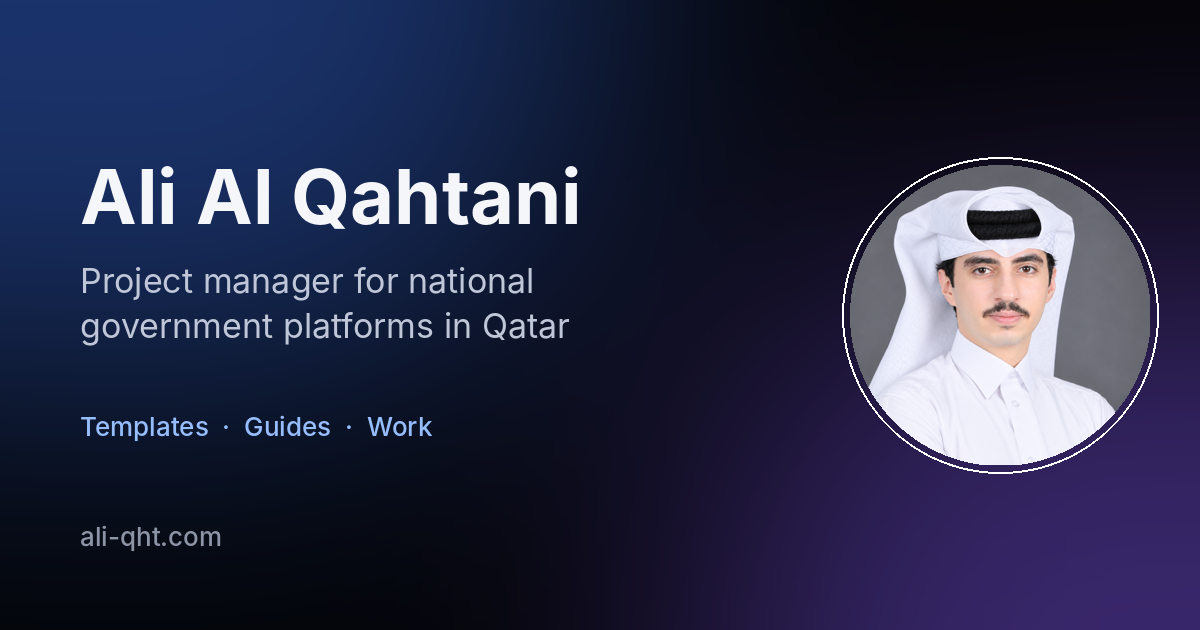 Ali Al Qahtani
Project manager for national
government platforms in Qatar
Templates · Guides · Work
ali-qht.com